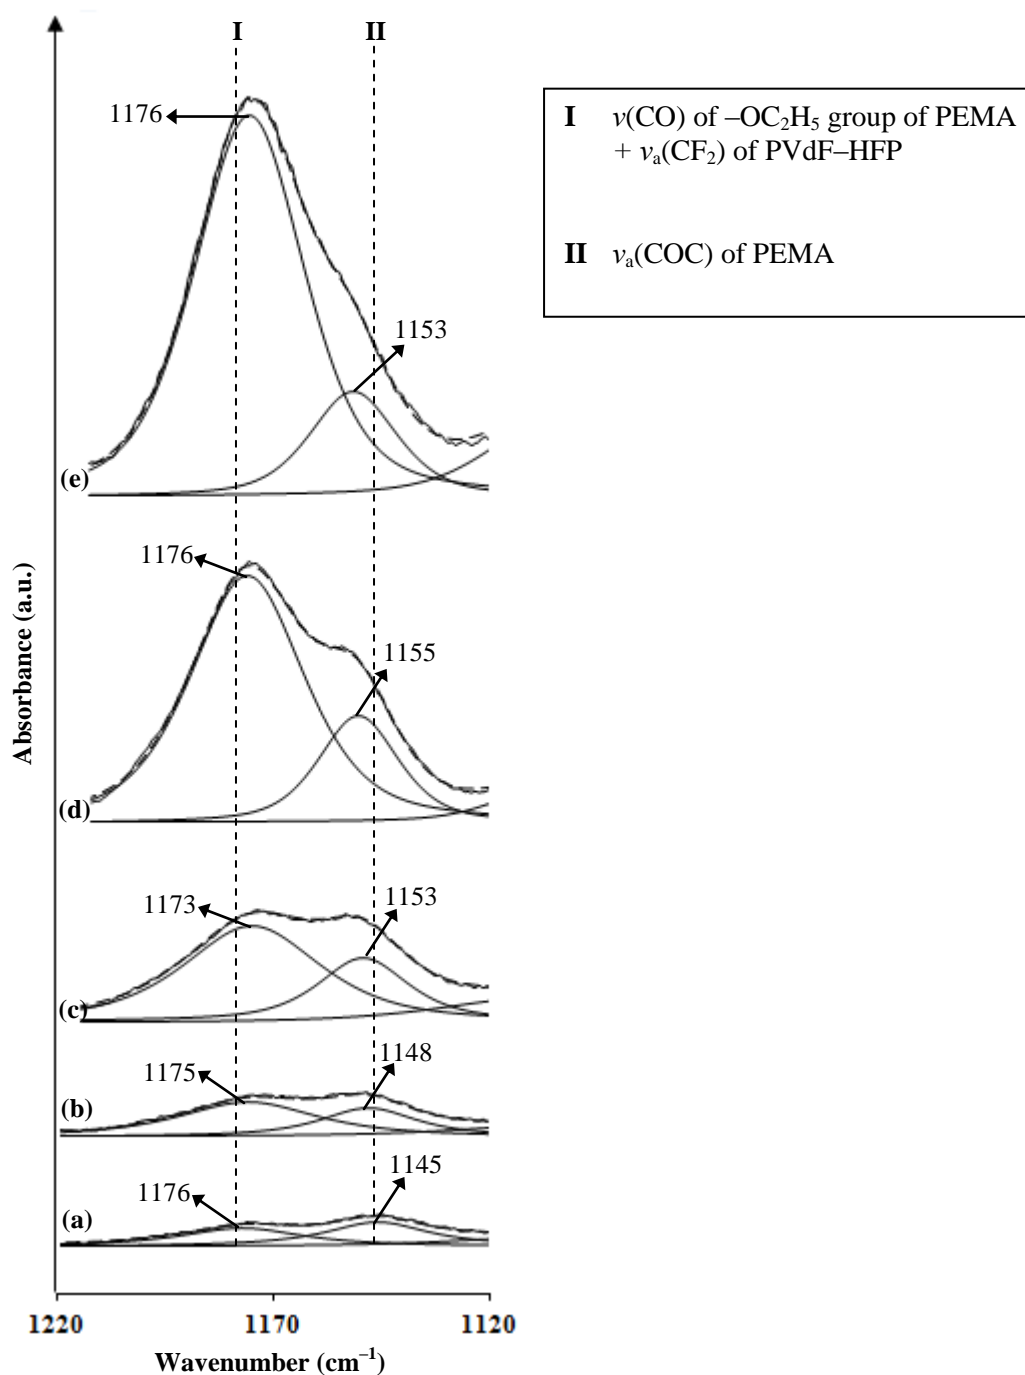 I II
1176
1153
(e)
1176
1155
(d)
1173
1153
(c)
1175
1148
(b)
1176
1145
(a)
Absorbance (a.u.)
1220 1170 1120
Wavenumber (cm⁻¹)
I ν(CO) of –OC₂H₅ group of PEMA
+ νₐ(CF₂) of PVdF–HFP
II νₐ(COC) of PEMA